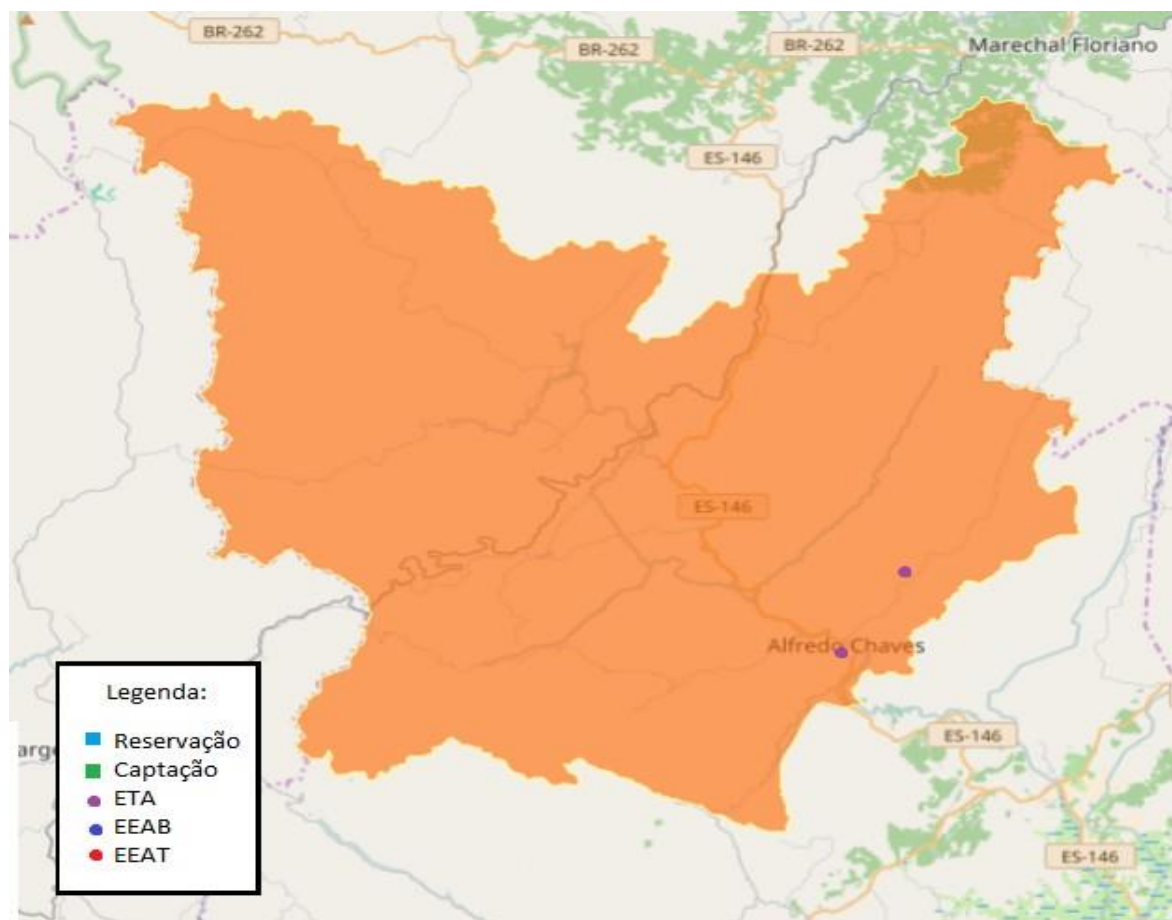 BR-262
BR-262
BR-262
Marechal Floriano
ES-146
ES-146
Alfredo Chaves
Legenda:
Reservação
Captação
ETA
EEAB
EEAT
arge
ES-146
ES-146